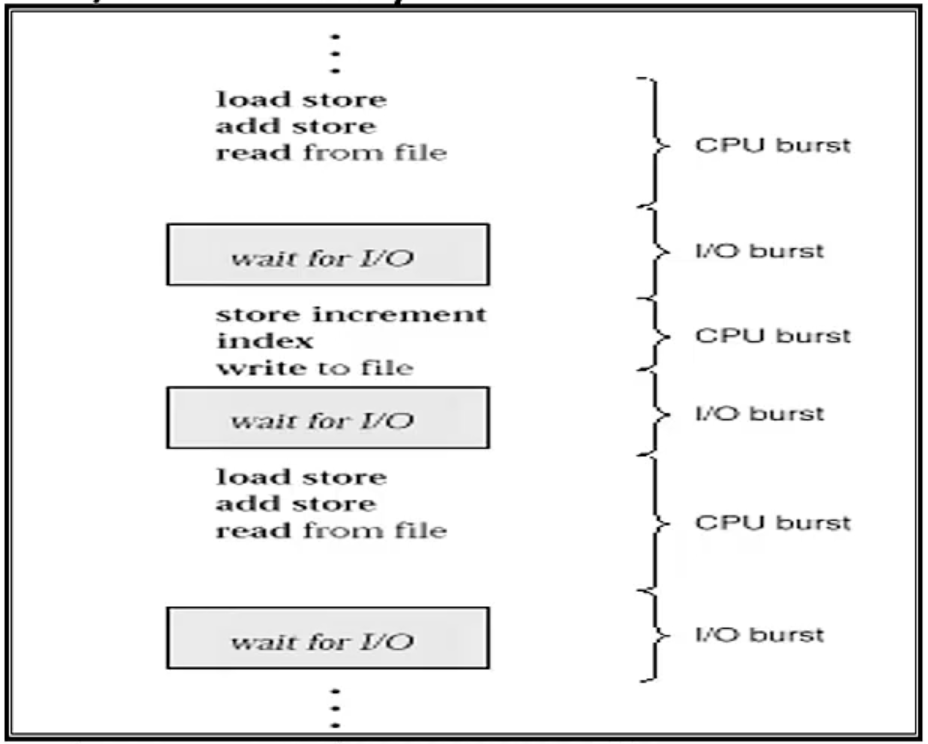 load store
add store
read from file
CPU burst
wait for I/O
I/O burst
store increment
index
write to file
CPU burst
wait for I/O
I/O burst
load store
add store
read from file
CPU burst
wait for I/O
I/O burst